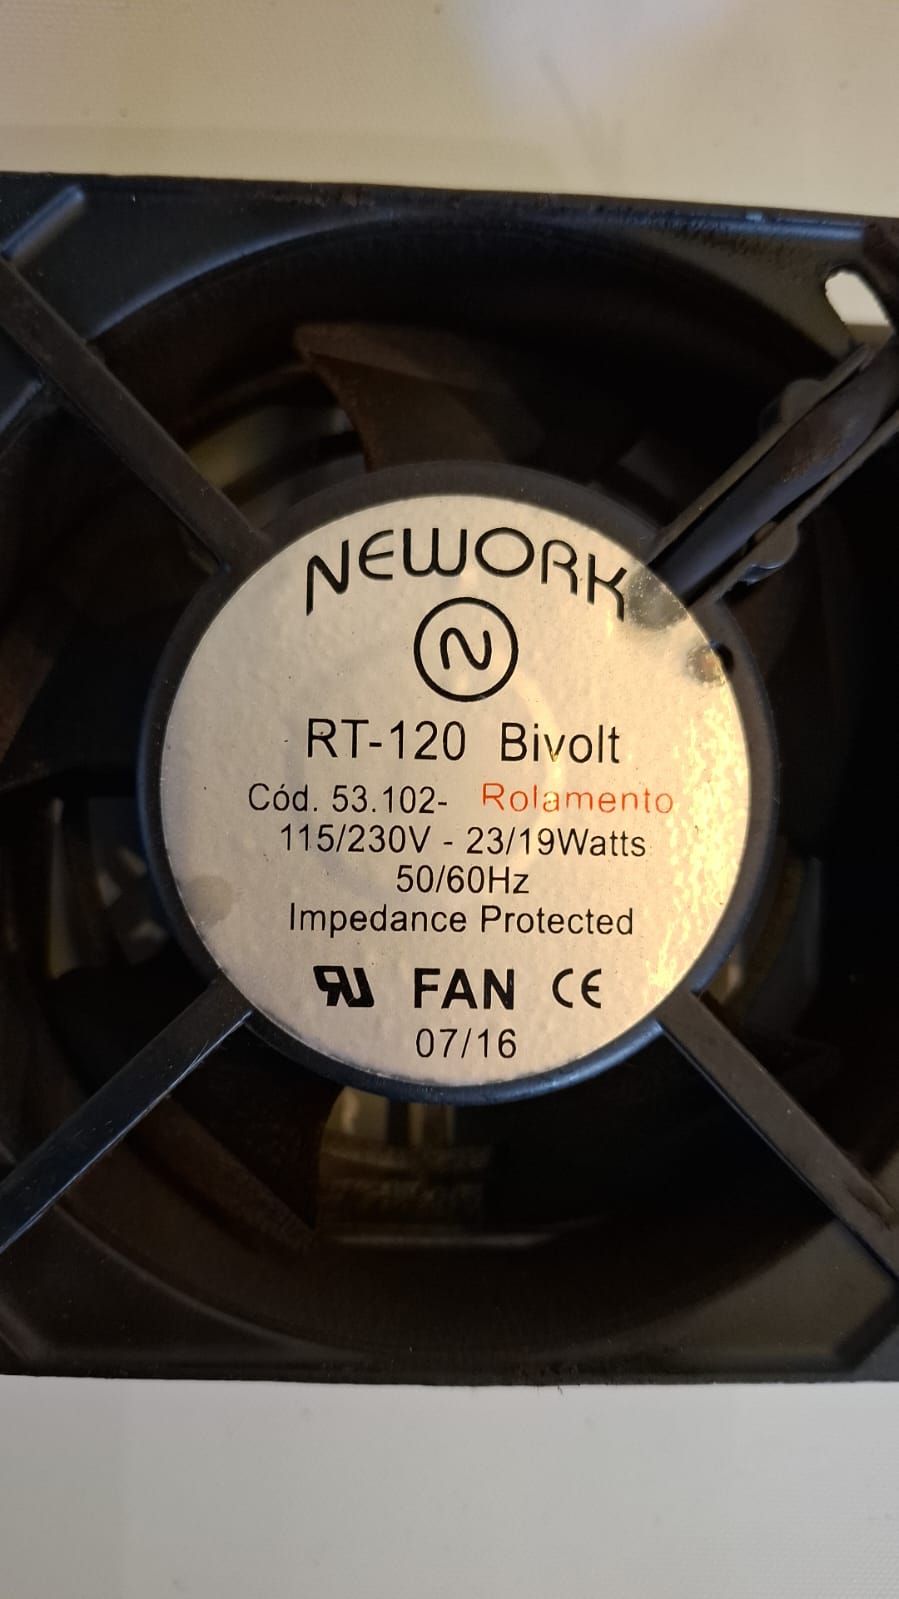 NEWORK
N
RT-120 Bivolt
Cód. 53.102- Rolamento
115/230V - 23/19Watts
50/60Hz
Impedance Protected
RU FAN CE
07/16